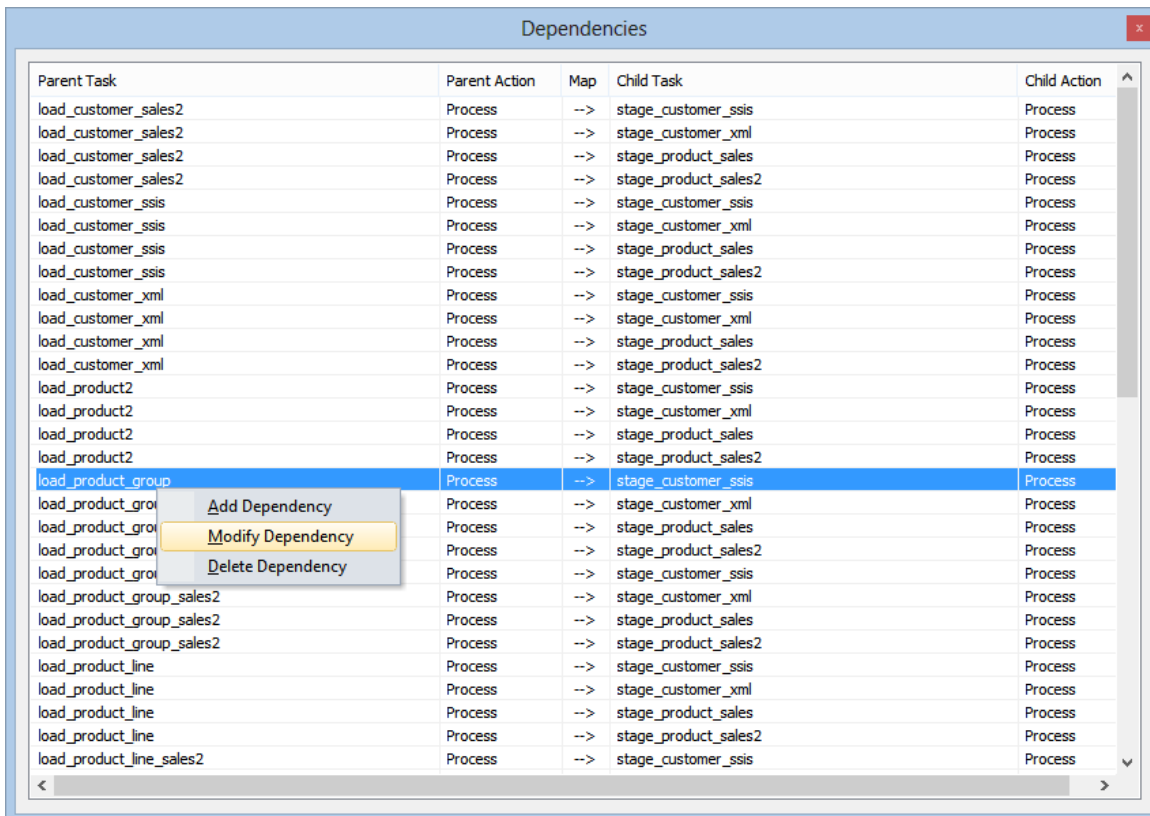 Dependencies
x
Parent Task Parent Action Map Child Task Child Action
load_customer_sales2 Process --> stage_customer_ssis Process
load_customer_sales2 Process --> stage_customer_xml Process
load_customer_sales2 Process --> stage_product_sales Process
load_customer_sales2 Process --> stage_product_sales2 Process
load_customer_ssis Process --> stage_customer_ssis Process
load_customer_ssis Process --> stage_customer_xml Process
load_customer_ssis Process --> stage_product_sales Process
load_customer_ssis Process --> stage_product_sales2 Process
load_customer_xml Process --> stage_customer_ssis Process
load_customer_xml Process --> stage_customer_xml Process
load_customer_xml Process --> stage_product_sales Process
load_customer_xml Process --> stage_product_sales2 Process
load_product2 Process --> stage_customer_ssis Process
load_product2 Process --> stage_customer_xml Process
load_product2 Process --> stage_product_sales Process
load_product2 Process --> stage_product_sales2 Process
load_product_group Process --> stage_customer_ssis Process
load_product_grou Process --> stage_customer_xml Process
Add Dependency
load_product_grou Process --> stage_product_sales Process
Modify Dependency
load_product_grou Process --> stage_product_sales2 Process
Delete Dependency
load_product_grou Process --> stage_customer_ssis Process
load_product_group_sales2 Process --> stage_customer_xml Process
load_product_group_sales2 Process --> stage_product_sales Process
load_product_group_sales2 Process --> stage_product_sales2 Process
load_product_line Process --> stage_customer_ssis Process
load_product_line Process --> stage_customer_xml Process
load_product_line Process --> stage_product_sales Process
load_product_line Process --> stage_product_sales2 Process
load_product_line_sales2 Process --> stage_customer_ssis Process